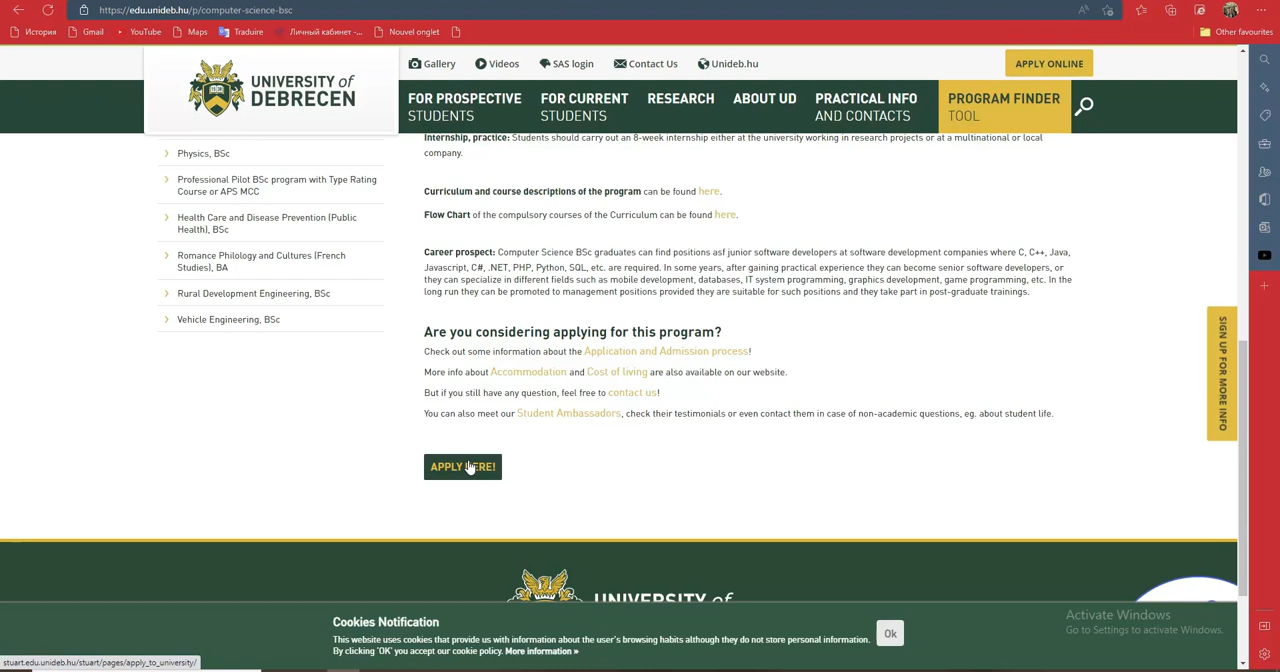 https://edu.unideb.hu/p/computer-science-bsc
История
Gmail
YouTube
Maps
Traduire
Личный кабинет -...
Nouvel onglet
Other favourites
UNIVERSITY of
DEBRECEN
Gallery
Videos
SAS login
Contact Us
Unideb.hu
APPLY ONLINE
FOR PROSPECTIVE
STUDENTS
FOR CURRENT
STUDENTS
RESEARCH
ABOUT UD
PRACTICAL INFO
AND CONTACTS
PROGRAM FINDER
TOOL
Physics, BSc
Professional Pilot BSc program with Type Rating
Course or APS MCC
Health Care and Disease Prevention (Public
Health), BSc
Romance Philology and Cultures (French
Studies), BA
Rural Development Engineering, BSc
Vehicle Engineering, BSc
Internship, practice: Students should carry out an 8-week internship either at the university working in research projects or at a multinational or local
company.
Curriculum and course descriptions of the program can be found here.
Flow Chart of the compulsory courses of the Curriculum can be found here.
Career prospect: Computer Science BSc graduates can find positions asf junior software developers at software development companies where C, C++, Java,
Javascript, C#, .NET, PHP, Python, SQL, etc. are required. In some years, after gaining practical experience they can become senior software developers, or
they can specialize in different fields such as mobile development, databases, IT system programming, graphics development, game programming, etc. In the
long run they can be promoted to management positions provided they are suitable for such positions and they take part in post-graduate trainings.
Are you considering applying for this program?
Check out some information about the Application and Admission process!
More info about Accommodation and Cost of living are also available on our website.
But if you still have any question, feel free to contact us!
You can also meet our Student Ambassadors, check their testimonials or even contact them in case of non-academic questions, eg. about student life.
APPLY HERE!
SIGN UP FOR MORE INFO
UNIVERSITY of
Cookies Notification
This website uses cookies that provide us with information about the user's browsing habits although they do not store personal information.
By clicking 'OK' you accept our cookie policy. More information »
Ok
Activate Windows
Go to Settings to activate Windows.
stuart.edu.unideb.hu/stuart/pages/apply_to_university/